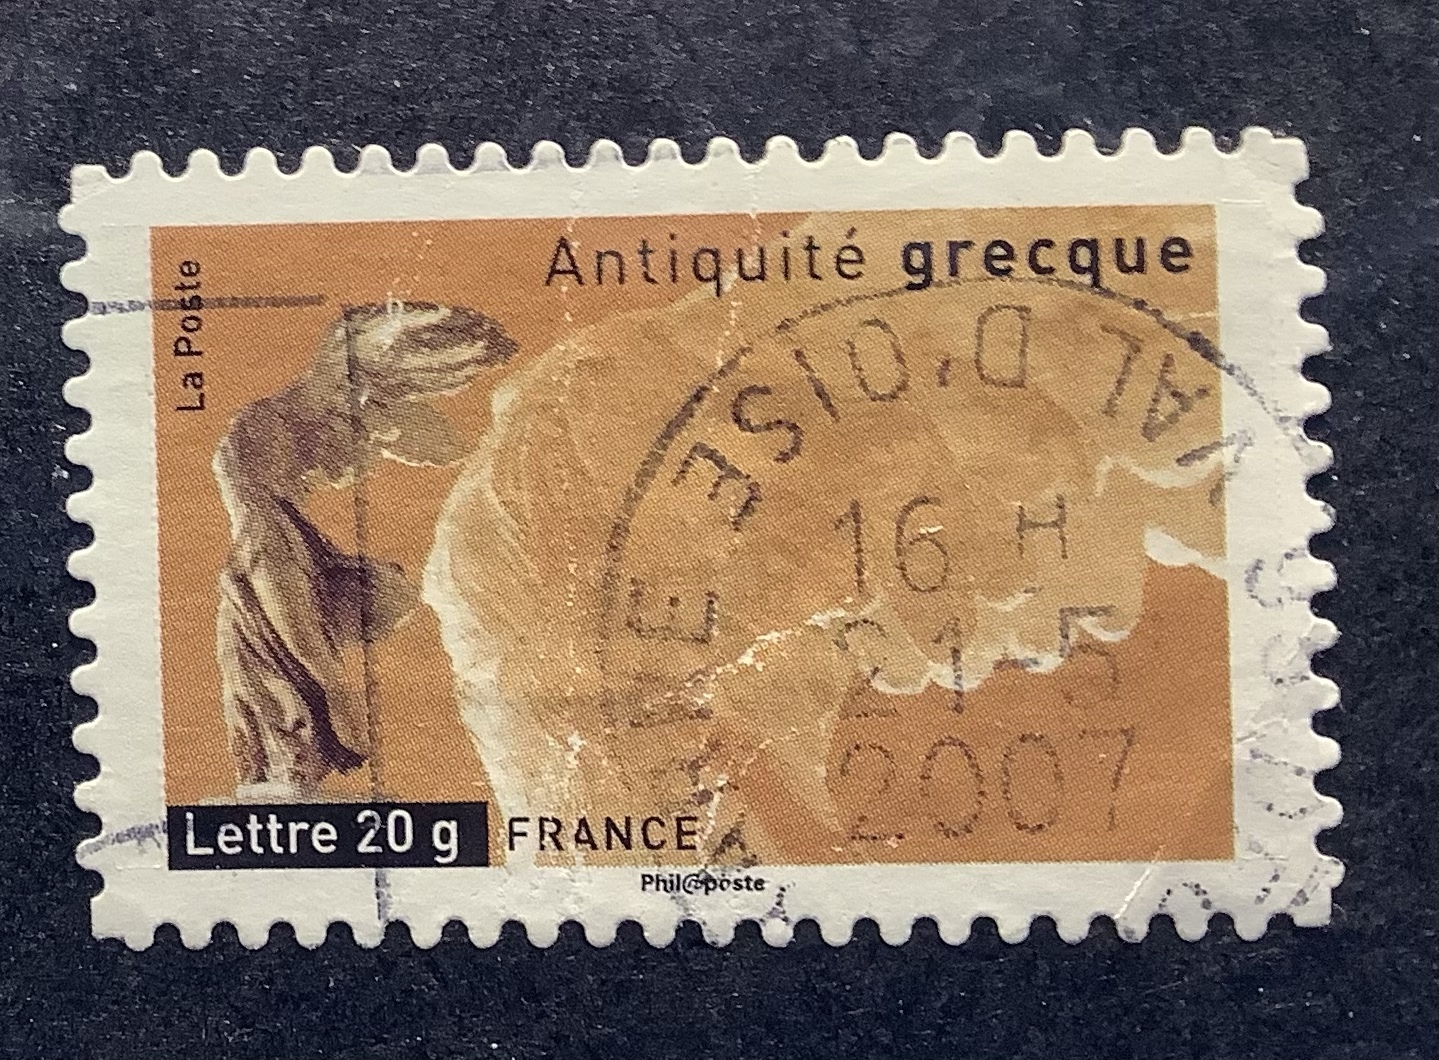 La Poste
Antiquité grecque
VAL D'OISE
16 H
21-5
2007
Lettre 20 g
FRANCE
Phil@poste